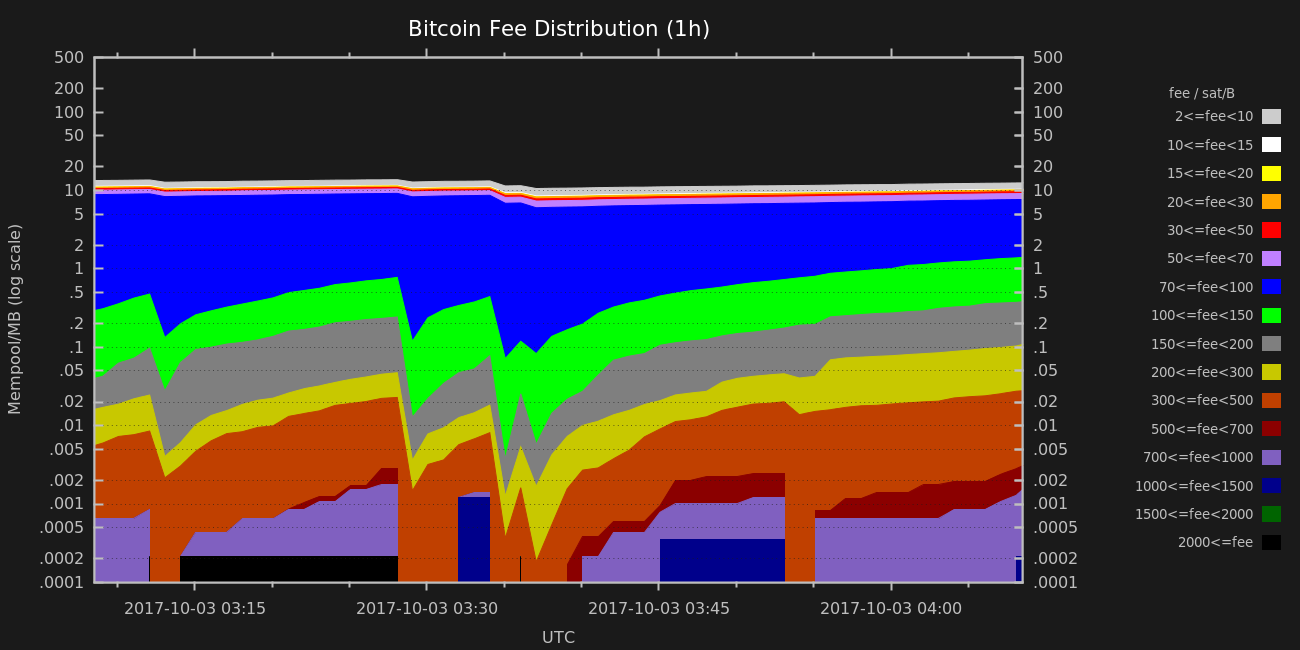 Bitcoin Fee Distribution (1h)
500
200
100
50
20
10
5
2
1
.5
.2
.1
.05
.02
.01
.005
.002
.001
.0005
.0002
.0001
Mempool/MB (log scale)
500
200
100
50
20
10
5
2
1
.5
.2
.1
.05
.02
.01
.005
.002
.001
.0005
.0002
.0001
fee / sat/B
2<=fee<10
10<=fee<15
15<=fee<20
20<=fee<30
30<=fee<50
50<=fee<70
70<=fee<100
100<=fee<150
150<=fee<200
200<=fee<300
300<=fee<500
500<=fee<700
700<=fee<1000
1000<=fee<1500
1500<=fee<2000
2000<=fee
2017-10-03 03:15 2017-10-03 03:30 2017-10-03 03:45 2017-10-03 04:00
UTC